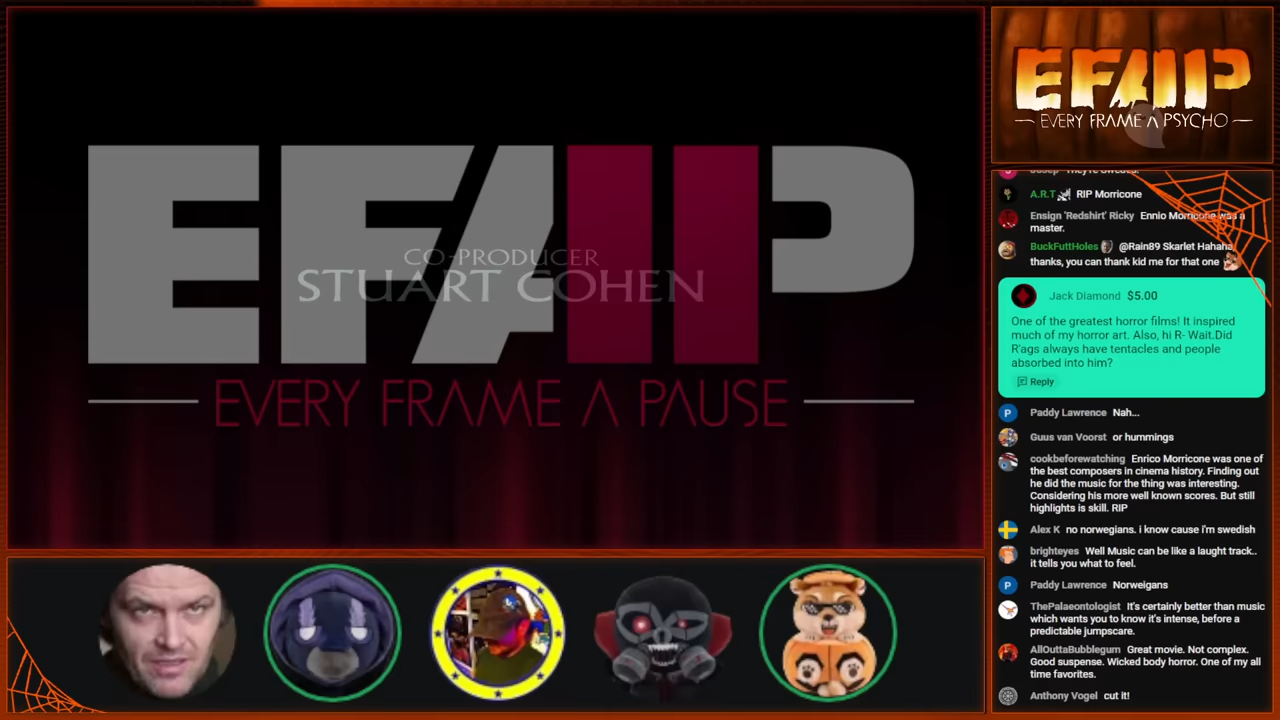 EFAP
CO-PRODUCER
STUART COHEN
EVERY FRAME A PAUSE
EFAP
EVERY FRAME A PSYCHO
A.R.T RIP Morricone
Ensign 'Redshirt' Ricky Ennio Morricone was a
master.
BuckFuttHoles @Rain89 Skarlet Hahaha,
thanks, you can thank kid me for that one
Jack Diamond $5.00
One of the greatest horror films! It inspired
much of my horror art. Also, hi R- Wait.Did
R'ags always have tentacles and people
absorbed into him?
Reply
Paddy Lawrence Nah...
Guus van Voorst or hummings
cookbeforewatching Enrico Morricone was one of
the best composers in cinema history. Finding out
he did the music for the thing was interesting.
Considering his more well known scores. But still
highlights is skill. RIP
Alex K no norwegians. i know cause i'm swedish
brighteyes Well Music can be like a laught track..
it tells you what to feel.
Paddy Lawrence Norweigans
ThePalaeontologist It's certainly better than music
which wants you to know it's intense, before a
predictable jumpscare.
AllOuttaBubblegum Great movie. Not complex.
Good suspense. Wicked body horror. One of my all
time favorites.
Anthony Vogel cut it!